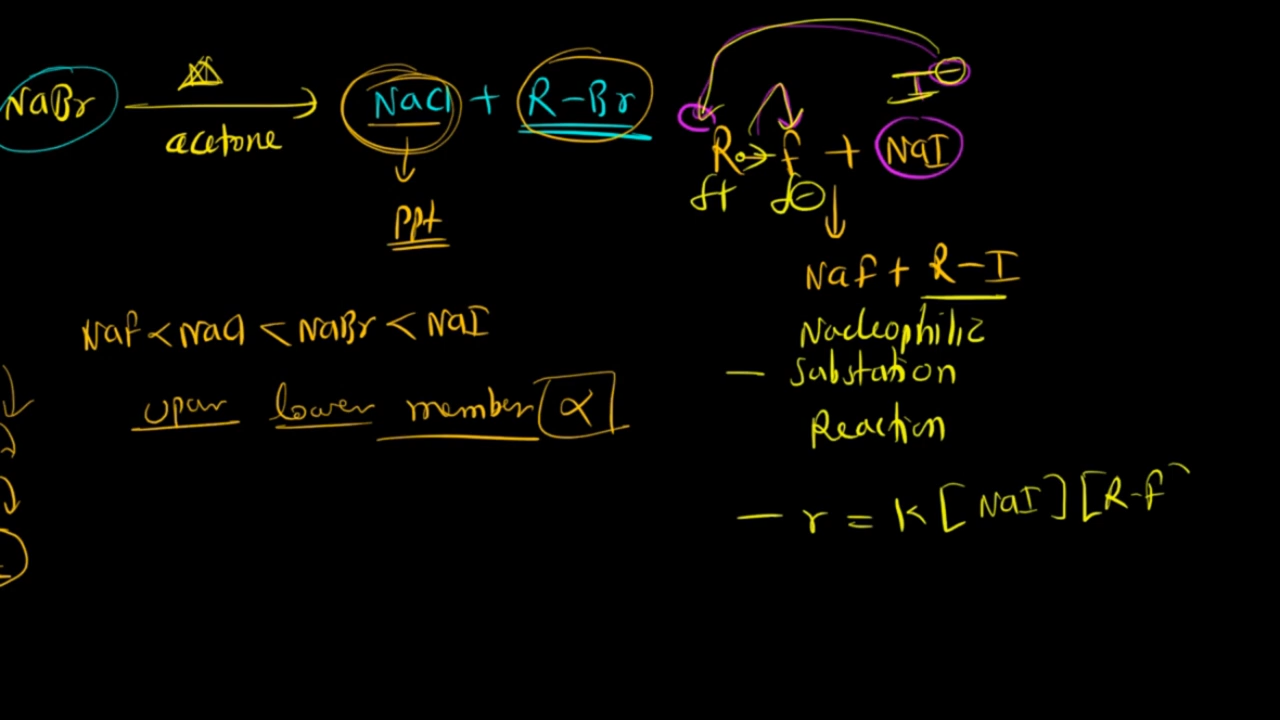 NaBr Δ acetone → NaCl + R-Br
↓
ppt
NaF < NaCl < NaBr < NaI
upar lower member α
I⊖
R → F + NaI
δ+ δ⊖
↓
NaF + R-I
Nucleophilic
— Substation
Reaction
— r = K[NaI][R-F]